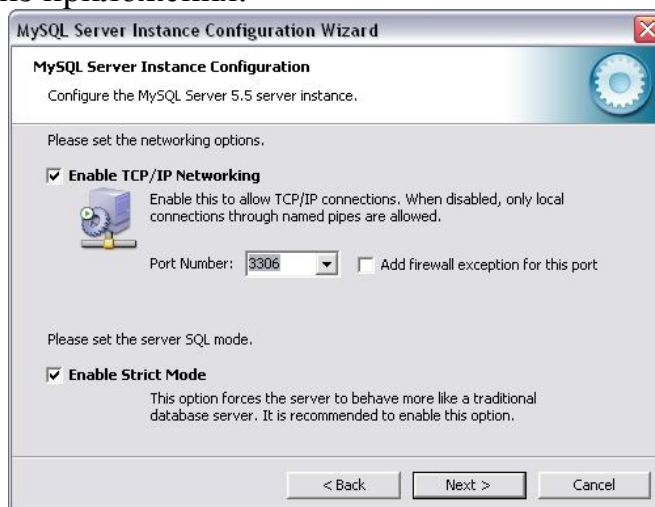 MySQL Server Instance Configuration Wizard
MySQL Server Instance Configuration
Configure the MySQL Server 5.5 server instance.
Please set the networking options.
Enable TCP/IP Networking
Enable this to allow TCP/IP connections. When disabled, only local
connections through named pipes are allowed.
Port Number: 3306 Add firewall exception for this port
Please set the server SQL mode.
Enable Strict Mode
This option forces the server to behave more like a traditional
database server. It is recommended to enable this option.
< Back Next > Cancel